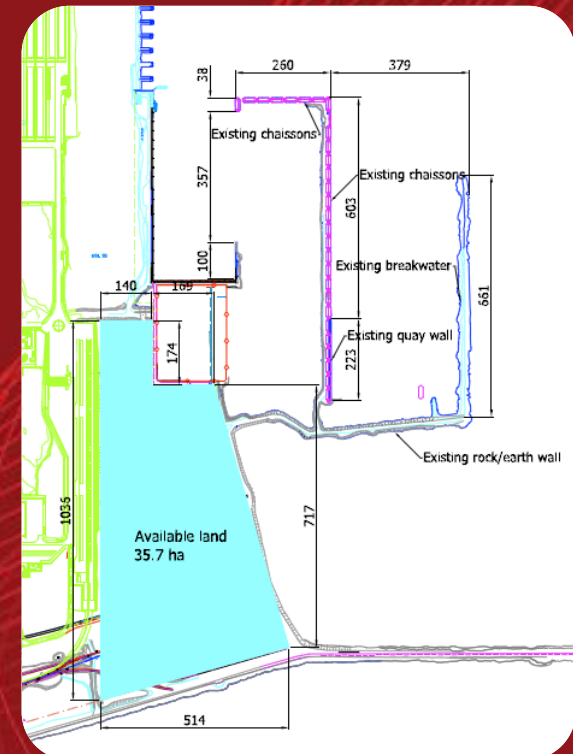 260
379
38
Existing chaissons
357
Existing chaissons
603
100
Existing breakwater
661
140
169
Existing quay wall
174
223
Existing rock/earth wall
1036
717
Available land
35.7 ha
514